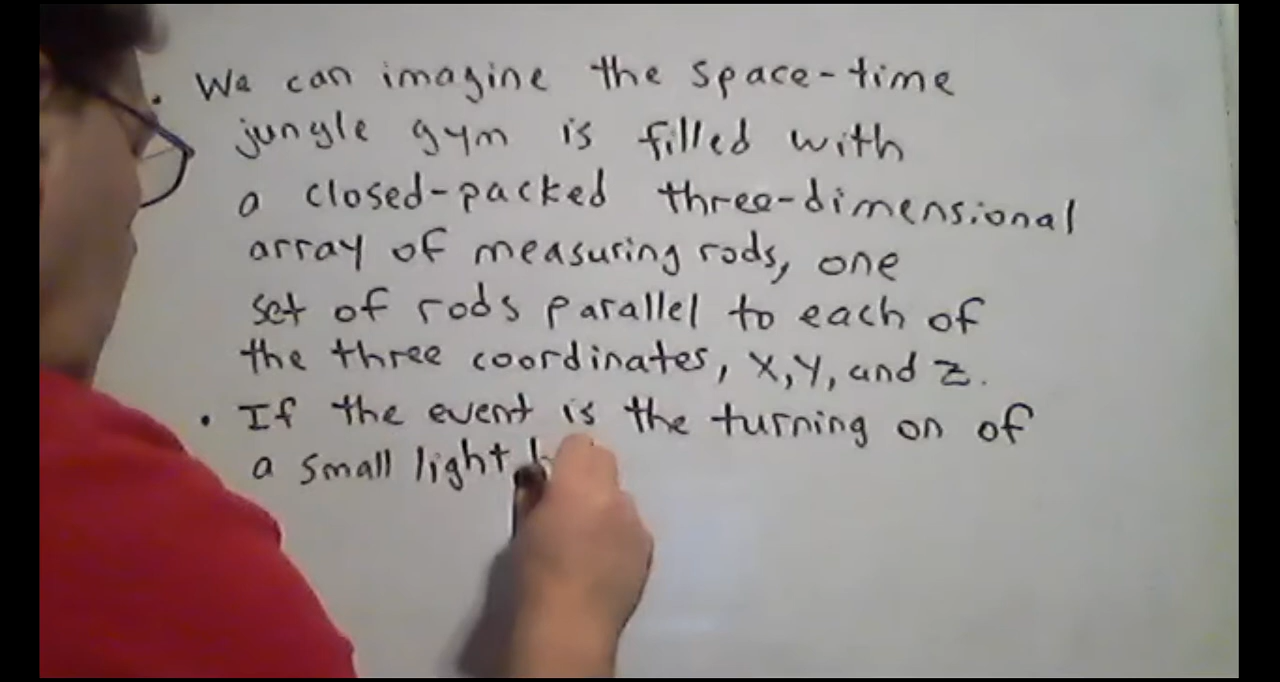 • We can imagine the space-time
jungle gym is filled with
a closed-packed three-dimensional
array of measuring rods, one
set of rods parallel to each of
the three coordinates, X, Y, and Z.
• If the event is the turning on of
a small light